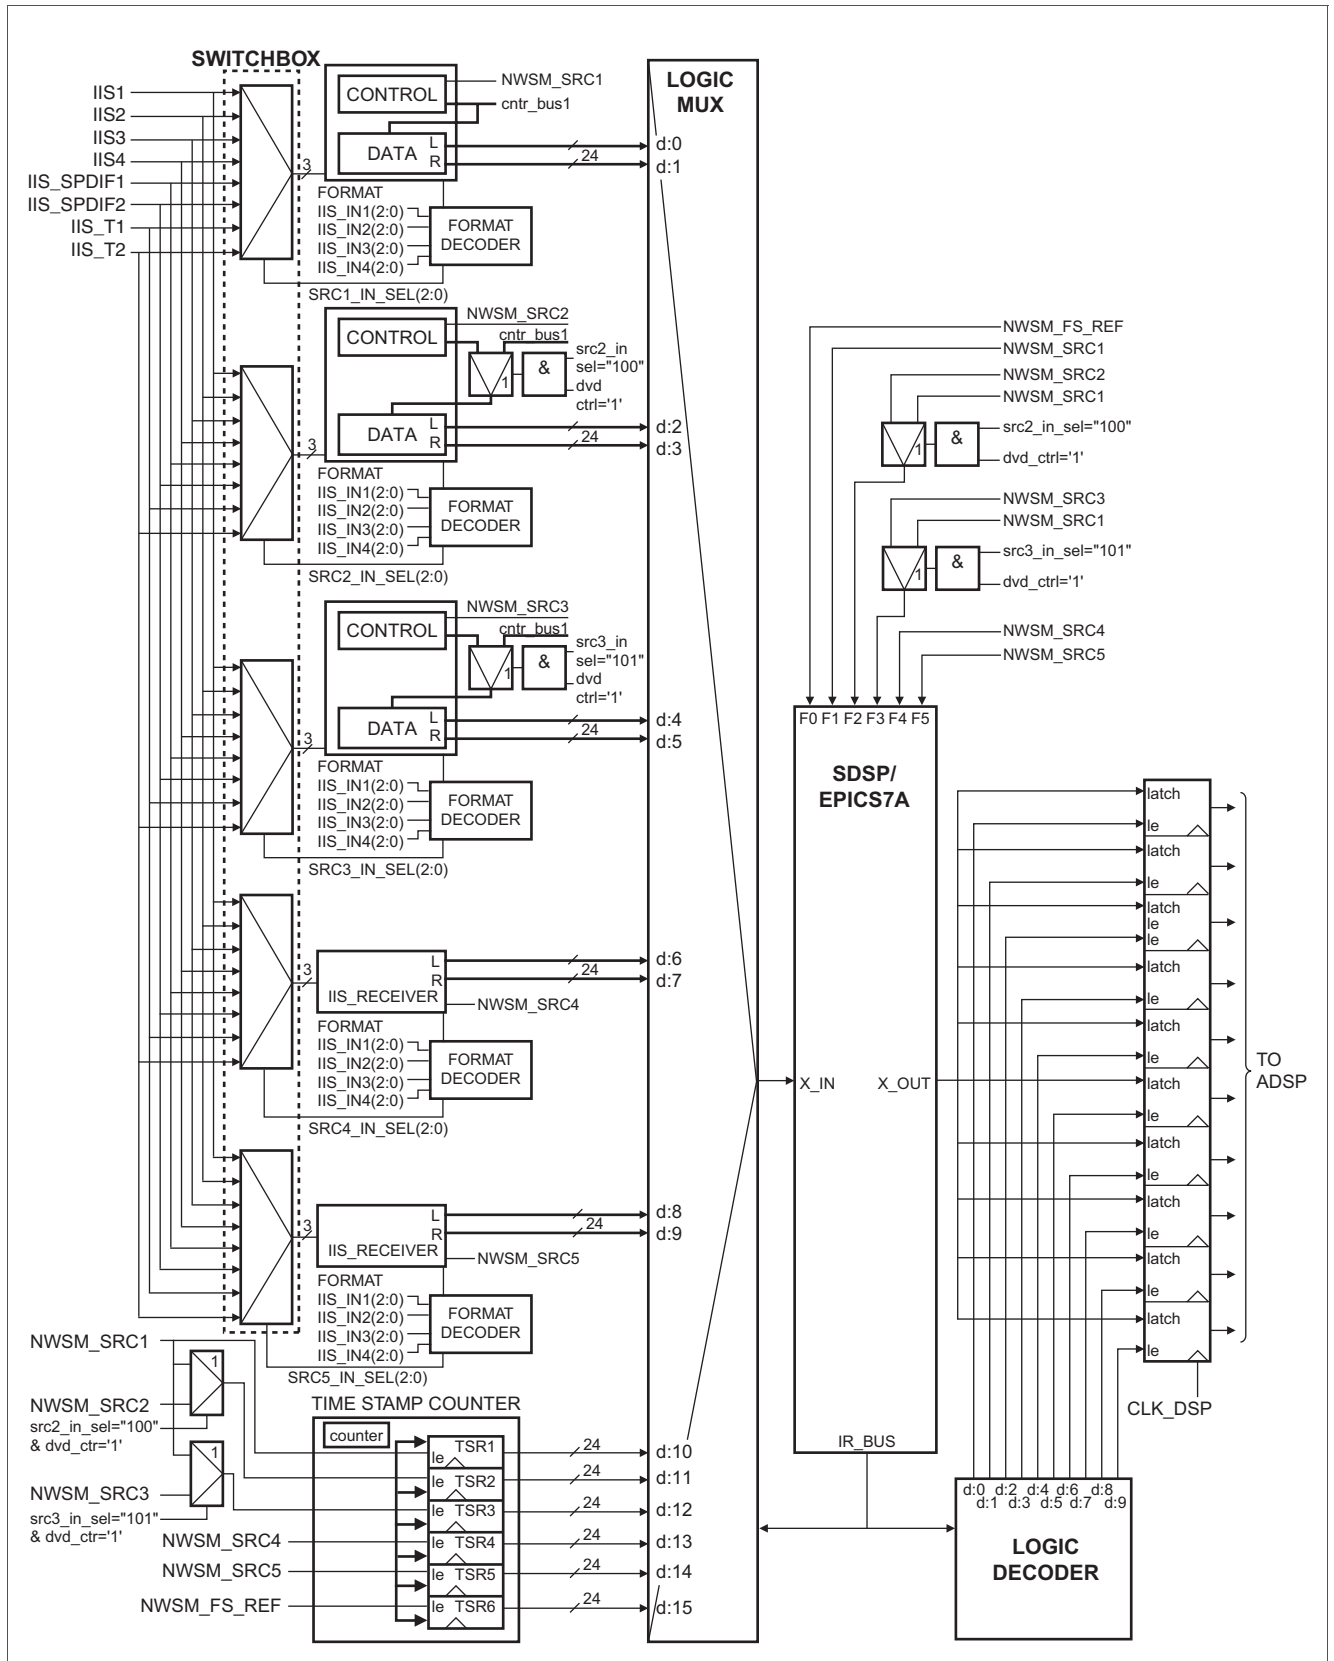 SWITCHBOX
IIS1
IIS2
IIS3
IIS4
IIS_SPDIF1
IIS_SPDIF2
IIS_T1
IIS_T2
CONTROL
NWSM_SRC1
cntr_bus1
DATA
L
R
24
3
FORMAT
IIS_IN1(2:0)
IIS_IN2(2:0)
IIS_IN3(2:0)
IIS_IN4(2:0)
FORMAT
DECODER
SRC1_IN_SEL(2:0)
CONTROL
NWSM_SRC2
cntr_bus1
src2_in
sel="100"
dvd
ctrl='1'
1
&
DATA
L
R
24
3
FORMAT
IIS_IN1(2:0)
IIS_IN2(2:0)
IIS_IN3(2:0)
IIS_IN4(2:0)
FORMAT
DECODER
SRC2_IN_SEL(2:0)
CONTROL
NWSM_SRC3
cntr_bus1
src3_in
sel="101"
dvd
ctrl='1'
1
&
DATA
L
R
24
3
FORMAT
IIS_IN1(2:0)
IIS_IN2(2:0)
IIS_IN3(2:0)
IIS_IN4(2:0)
FORMAT
DECODER
SRC3_IN_SEL(2:0)
3
L
R
IIS_RECEIVER
24
NWSM_SRC4
FORMAT
IIS_IN1(2:0)
IIS_IN2(2:0)
IIS_IN3(2:0)
IIS_IN4(2:0)
FORMAT
DECODER
SRC4_IN_SEL(2:0)
3
L
R
IIS_RECEIVER
24
NWSM_SRC5
FORMAT
IIS_IN1(2:0)
IIS_IN2(2:0)
IIS_IN3(2:0)
IIS_IN4(2:0)
FORMAT
DECODER
SRC5_IN_SEL(2:0)
NWSM_SRC1
1
NWSM_SRC2
src2_in_sel="100"
& dvd_ctr='1'
1
NWSM_SRC3
src3_in_sel="101"
& dvd_ctr='1'
NWSM_SRC4
NWSM_SRC5
NWSM_FS_REF
TIME STAMP COUNTER
counter
TSR1
le
24
le TSR2
24
le TSR3
24
le TSR4
24
le TSR5
24
le TSR6
24
LOGIC
MUX
d:0
d:1
d:2
d:3
d:4
d:5
d:6
d:7
d:8
d:9
d:10
d:11
d:12
d:13
d:14
d:15
NWSM_FS_REF
NWSM_SRC1
NWSM_SRC2
NWSM_SRC1
src2_in_sel="100"
1
&
dvd_ctrl='1'
NWSM_SRC3
NWSM_SRC1
src3_in_sel="101"
1
&
dvd_ctrl='1'
NWSM_SRC4
NWSM_SRC5
F0 F1 F2 F3 F4 F5
SDSP/
EPICS7A
X_IN
X_OUT
IR_BUS
latch
le
latch
le
latch
le
le
latch
le
latch
le
latch
le
latch
le
latch
le
latch
le
latch
le
TO
ADSP
CLK_DSP
d:0 d:2 d:4 d:6 d:8
d:1 d:3 d:5 d:7 d:9
LOGIC
DECODER